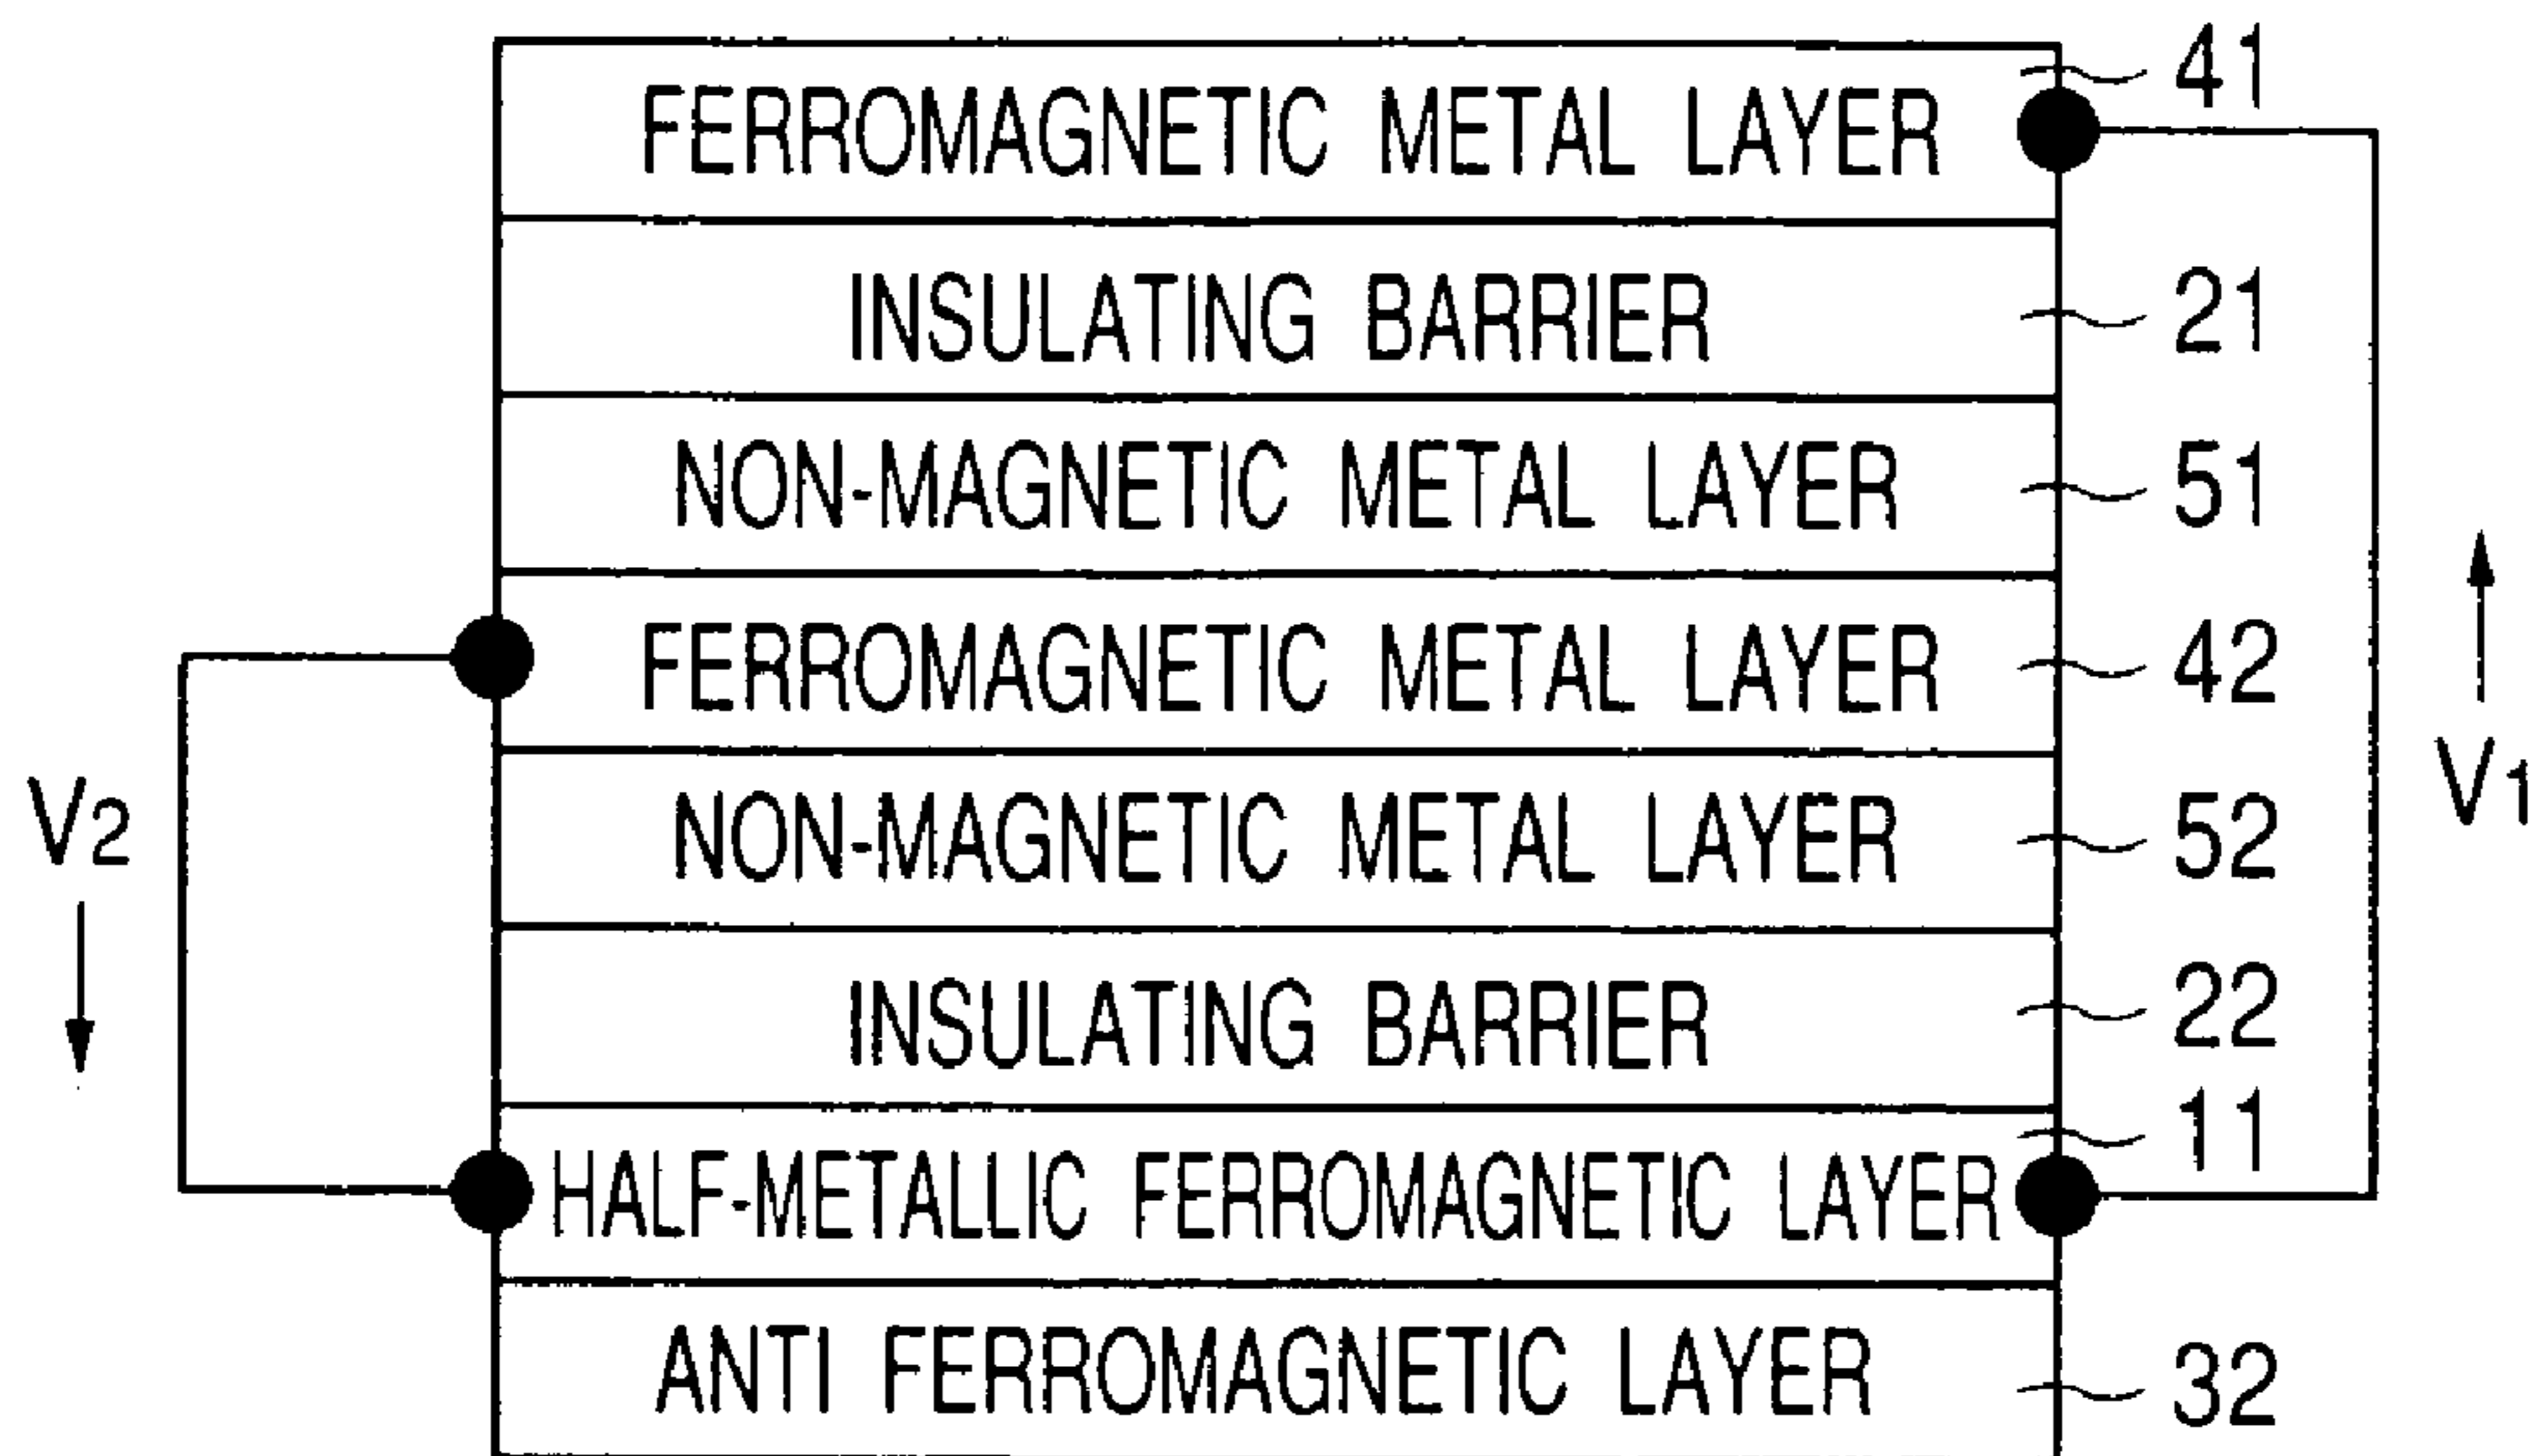 41
FERROMAGNETIC METAL LAYER
INSULATING BARRIER 21
NON-MAGNETIC METAL LAYER 51
FERROMAGNETIC METAL LAYER 42
V1
V2
NON-MAGNETIC METAL LAYER 52
INSULATING BARRIER 22
11
HALF-METALLIC FERROMAGNETIC LAYER
ANTI FERROMAGNETIC LAYER 32